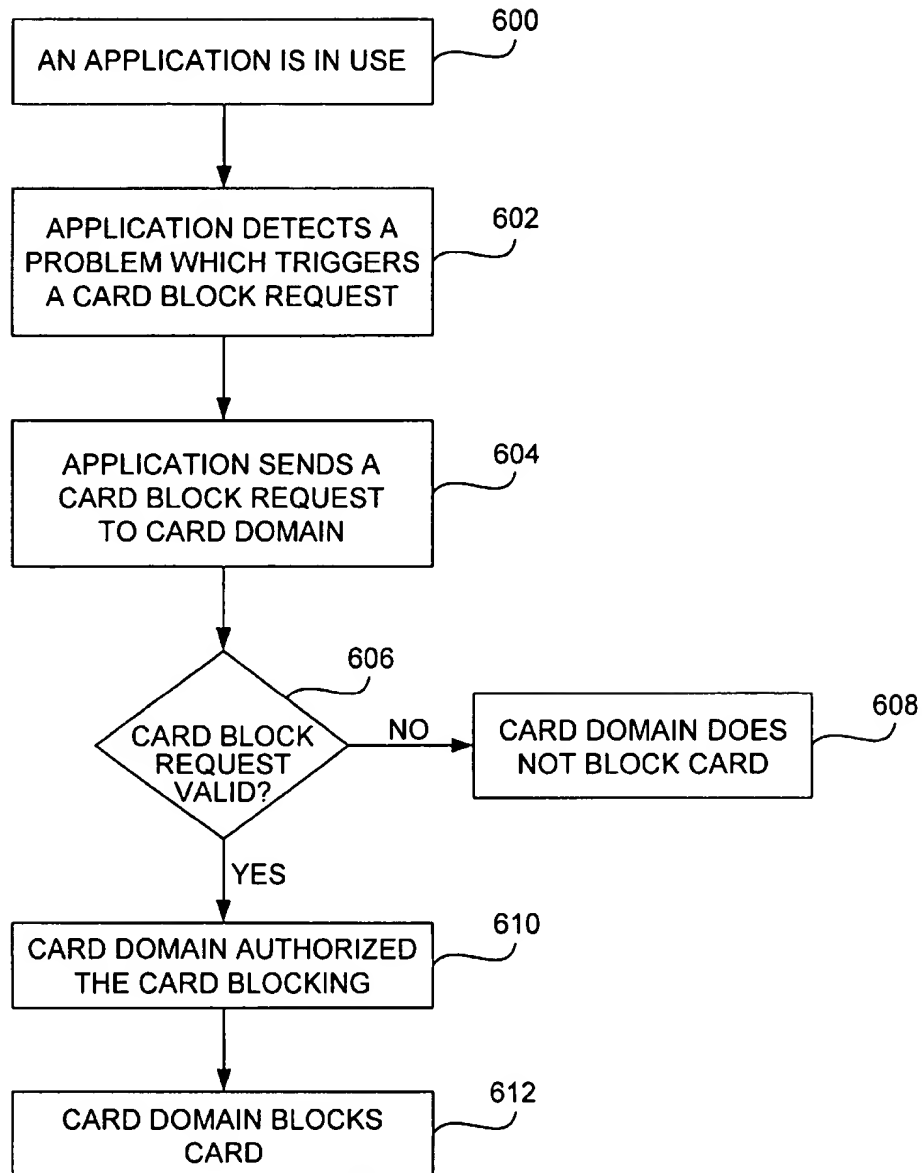 600
AN APPLICATION IS IN USE
602
APPLICATION DETECTS A
PROBLEM WHICH TRIGGERS
A CARD BLOCK REQUEST
604
APPLICATION SENDS A
CARD BLOCK REQUEST
TO CARD DOMAIN
606
CARD BLOCK
REQUEST
VALID?
NO
608
CARD DOMAIN DOES
NOT BLOCK CARD
YES
610
CARD DOMAIN AUTHORIZED
THE CARD BLOCKING
612
CARD DOMAIN BLOCKS
CARD